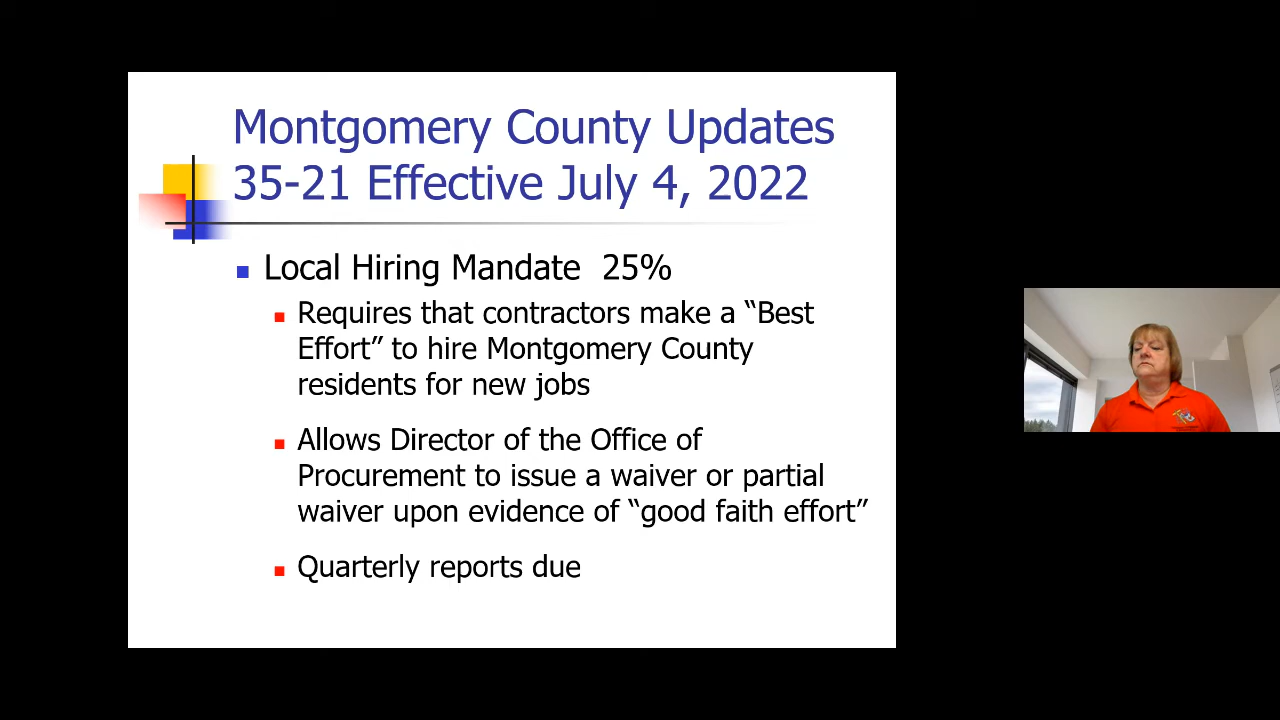 Montgomery County Updates
35-21 Effective July 4, 2022
Local Hiring Mandate  25%
Requires that contractors make a “Best
Effort” to hire Montgomery County
residents for new jobs
Allows Director of the Office of
Procurement to issue a waiver or partial
waiver upon evidence of “good faith effort”
Quarterly reports due